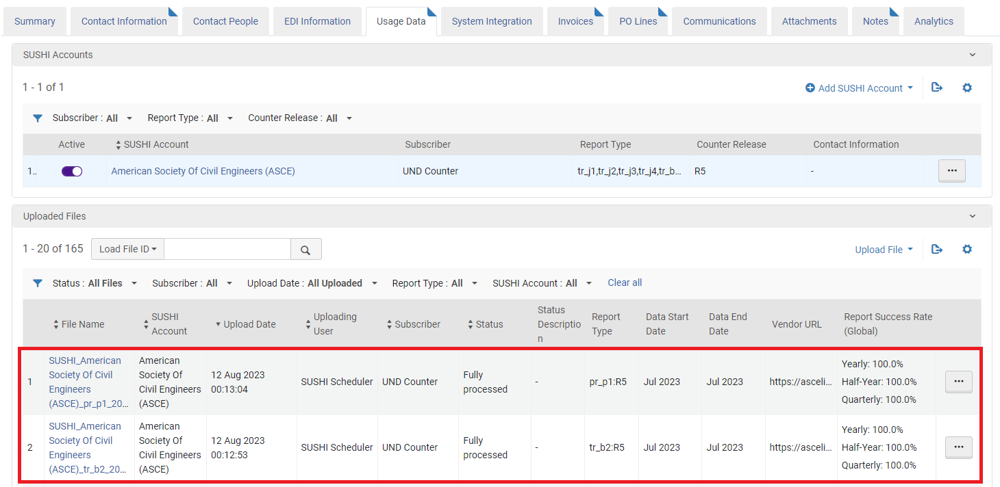 Summary Contact Information Contact People EDI Information Usage Data System Integration Invoices PO Lines Communications Attachments Notes Analytics
SUSHI Accounts
1 - 1 of 1 Add SUSHI Account
Subscriber : All Report Type : All Counter Release : All
Active SUSHI Account Subscriber Report Type Counter Release Contact Information
1.. American Society Of Civil Engineers (ASCE) UND Counter tr_j1,tr_j2,tr_j3,tr_j4,tr_b... R5 - ...
Uploaded Files
1 - 20 of 165 Load File ID Upload File
Status : All Files Subscriber : All Upload Date : All Uploaded Report Type : All SUSHI Account : All Clear all
File Name
SUSHI
Account
Upload Date
Uploading
User
Subscriber
Status
Status
Descriptio
n
Report
Type
Data Start
Date
Data End
Date
Vendor URL
Report Success Rate
(Global)
1
SUSHI_American
Society Of Civil
Engineers
(ASCE)_pr_p1_20...
American
Society Of
Civil Engineers
(ASCE)
12 Aug 2023
00:13:04
SUSHI Scheduler
UND Counter
Fully
processed
-
pr_p1:R5
Jul 2023
Jul 2023
https://asceli...
Yearly: 100.0%
Half-Year: 100.0%
Quarterly: 100.0%
...
2
SUSHI_American
Society Of Civil
Engineers
(ASCE)_tr_b2_20...
American
Society Of
Civil Engineers
(ASCE)
12 Aug 2023
00:12:53
SUSHI Scheduler
UND Counter
Fully
processed
-
tr_b2:R5
Jul 2023
Jul 2023
https://asceli...
Yearly: 100.0%
Half-Year: 100.0%
Quarterly: 100.0%
...